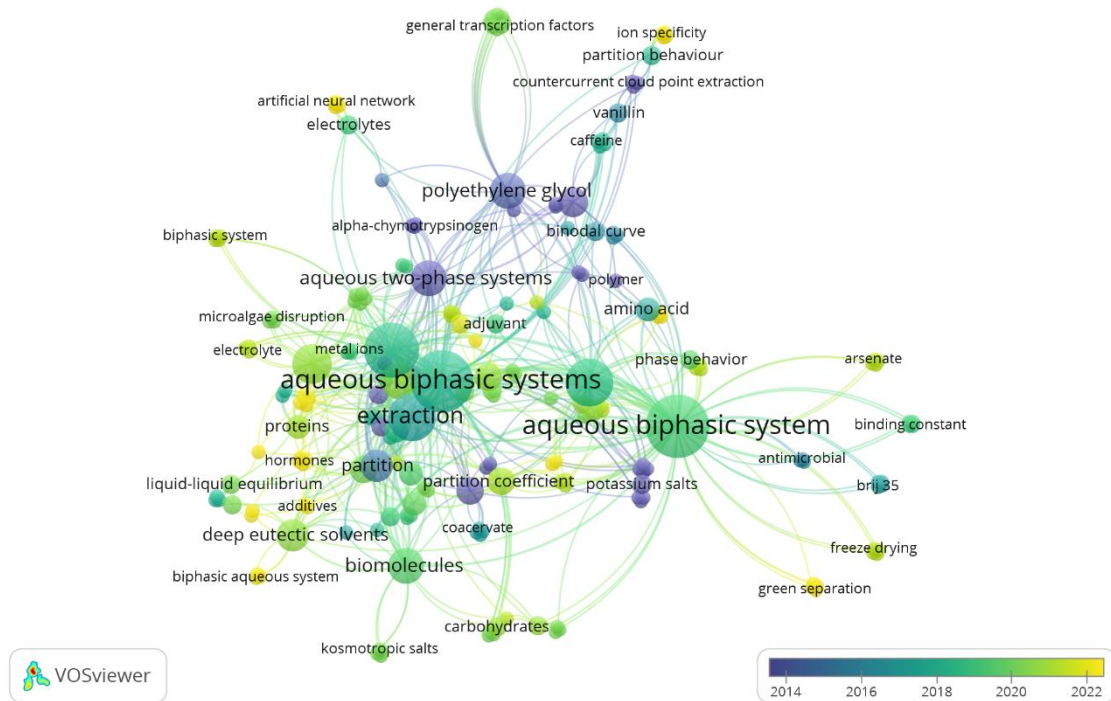 general transcription factors
ion specificity
partition behaviour
countercurrent cloud point extraction
artificial neural network
vanillin
electrolytes
caffeine
polyethylene glycol
alpha-chymotrypsinogen
binodal curve
biphasic system
aqueous two-phase systems
polymer
amino acid
microalgae disruption
adjuvant
electrolyte
metal ions
phase behavior
arsenate
aqueous biphasic systems
extraction
aqueous biphasic system
binding constant
proteins
hormones
partition
antimicrobial
liquid-liquid equilibrium
partition coefficient
potassium salts
brij 35
additives
deep eutectic solvents
coacervate
freeze drying
biomolecules
biphasic aqueous system
green separation
carbohydrates
kosmotropic salts
VOSviewer
2014 2016 2018 2020 2022